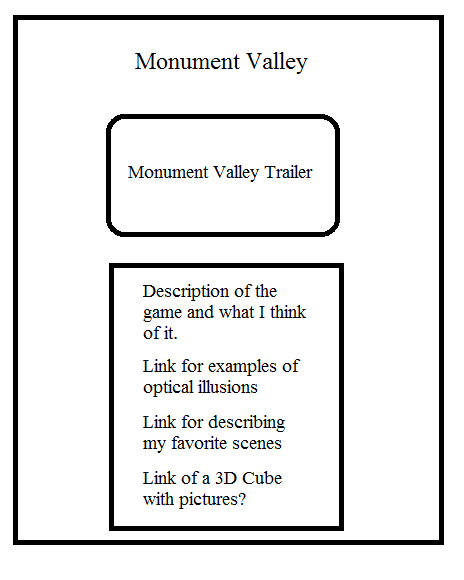 Monument Valley
Monument Valley Trailer
Description of the
game and what I think
of it.
Link for examples of
optical illusions
Link for describing
my favorite scenes
Link of a 3D Cube
with pictures?